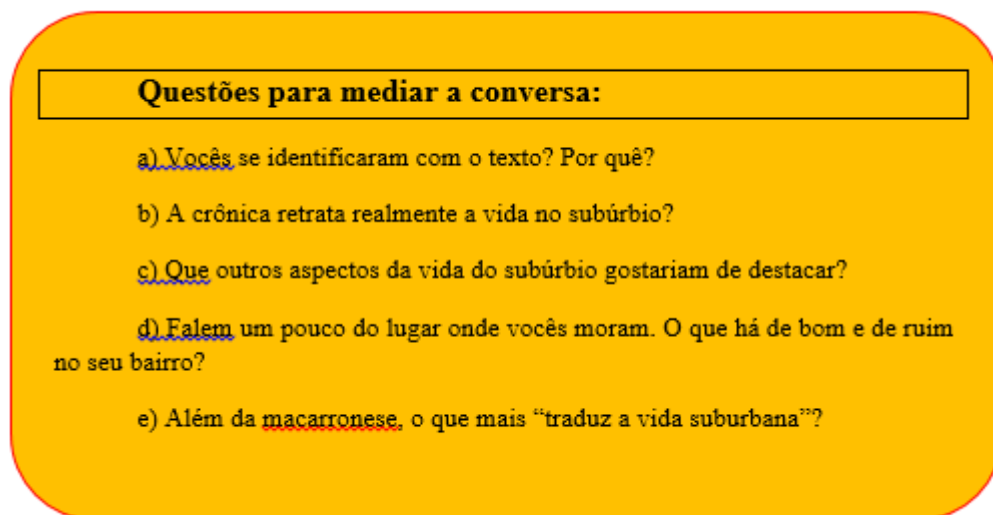 Questões para mediar a conversa:
a) Vocês se identificaram com o texto? Por quê?
b) A crônica retrata realmente a vida no subúrbio?
c) Que outros aspectos da vida do subúrbio gostariam de destacar?
d) Falem um pouco do lugar onde vocês moram. O que há de bom e de ruim
no seu bairro?
e) Além da macarronese, o que mais “traduz a vida suburbana”?